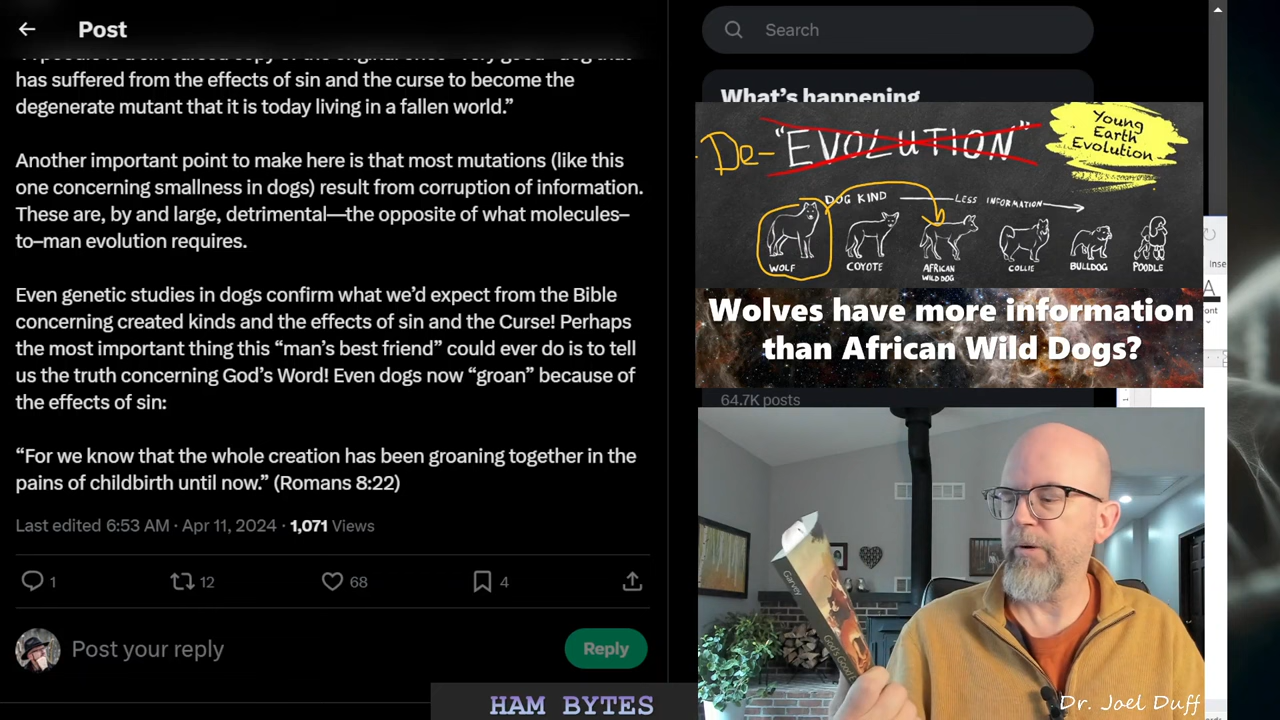 Post
has suffered from the effects of sin and the curse to become the
degenerate mutant that it is today living in a fallen world.”
Another important point to make here is that most mutations (like this
one concerning smallness in dogs) result from corruption of information.
These are, by and large, detrimental—the opposite of what molecules–
to–man evolution requires.
Even genetic studies in dogs confirm what we’d expect from the Bible
concerning created kinds and the effects of sin and the Curse! Perhaps
the most important thing this “man’s best friend” could ever do is to tell
us the truth concerning God’s Word! Even dogs now “groan” because of
the effects of sin:
“For we know that the whole creation has been groaning together in the
pains of childbirth until now.” (Romans 8:22)
Last edited 6:53 AM · Apr 11, 2024 · 1,071 Views
1 12 68 4
Post your reply
Reply
HAM BYTES
Search
What’s happening
De- “EVOLUTION”
Young
Earth
Evolution
DOG KIND LESS INFORMATION
WOLF COYOTE AFRICAN WILD DOG COLLIE BULLDOG POODLE
Wolves have more information
than African Wild Dogs?
64.7K posts
Garvey
Dr. Joel Duff